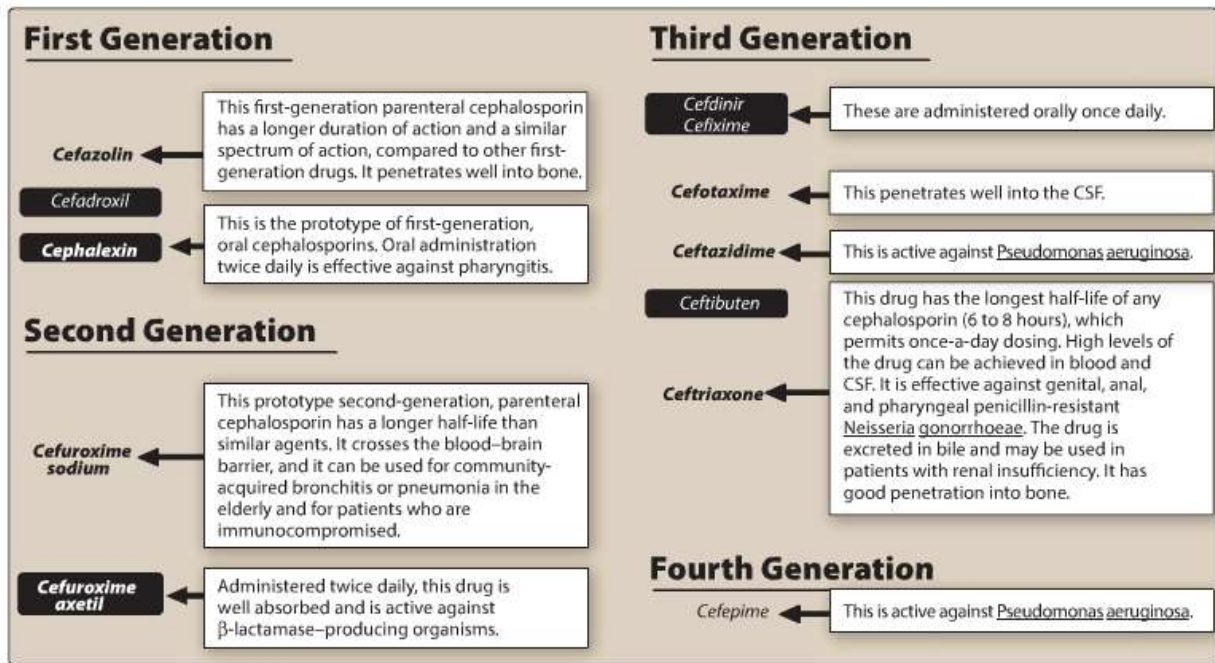 First Generation
Cefazolin
This first-generation parenteral cephalosporin
has a longer duration of action and a similar
spectrum of action, compared to other first-
generation drugs. It penetrates well into bone.
Cefadroxil
Cephalexin
This is the prototype of first-generation,
oral cephalosporins. Oral administration
twice daily is effective against pharyngitis.
Second Generation
Cefuroxime
sodium
This prototype second-generation, parenteral
cephalosporin has a longer half-life than
similar agents. It crosses the blood–brain
barrier, and it can be used for community-
acquired bronchitis or pneumonia in the
elderly and for patients who are
immunocompromised.
Cefuroxime
axetil
Administered twice daily, this drug is
well absorbed and is active against
β-lactamase–producing organisms.
Third Generation
Cefdinir
Cefixime
These are administered orally once daily.
Cefotaxime
This penetrates well into the CSF.
Ceftazidime
This is active against Pseudomonas aeruginosa.
Ceftibuten
Ceftriaxone
This drug has the longest half-life of any
cephalosporin (6 to 8 hours), which
permits once-a-day dosing. High levels of
the drug can be achieved in blood and
CSF. It is effective against genital, anal,
and pharyngeal penicillin-resistant
Neisseria gonorrhoeae. The drug is
excreted in bile and may be used in
patients with renal insufficiency. It has
good penetration into bone.
Fourth Generation
Cefepime
This is active against Pseudomonas aeruginosa.